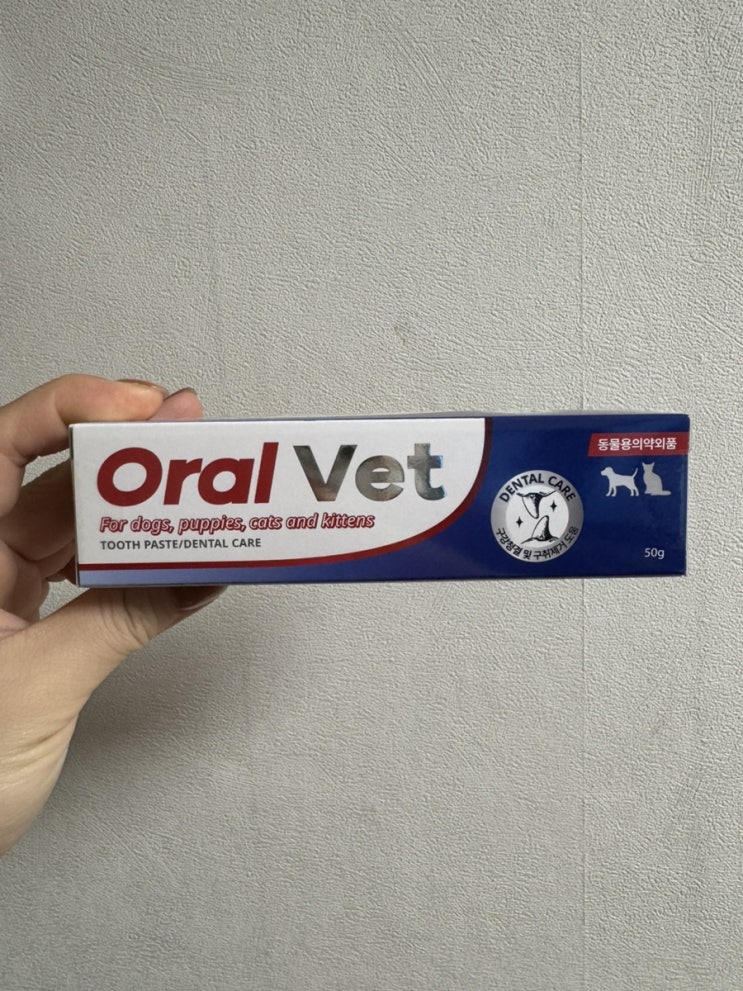 Oral Vet
For dogs, puppies, cats and kittens
TOOTH PASTE/DENTAL CARE
DENTAL CARE
구강청결 및 구취제거 도움
동물용의약외품
50g